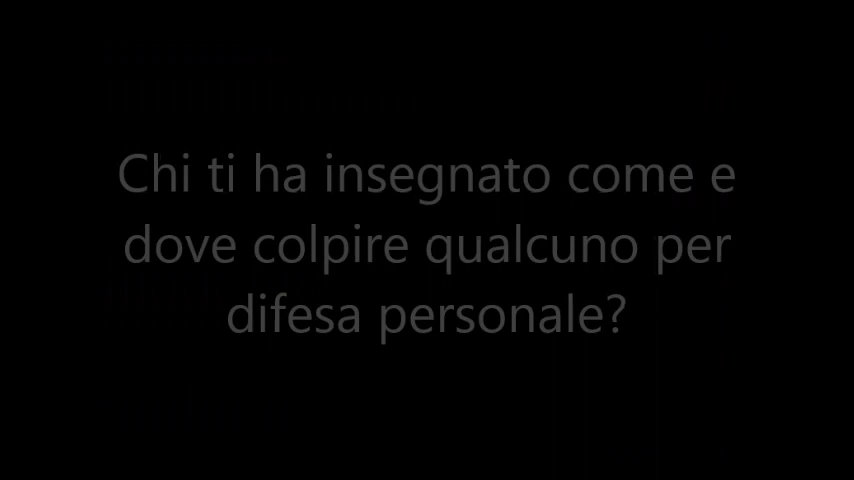 Chi ti ha insegnato come e
dove colpire qualcuno per
difesa personale?